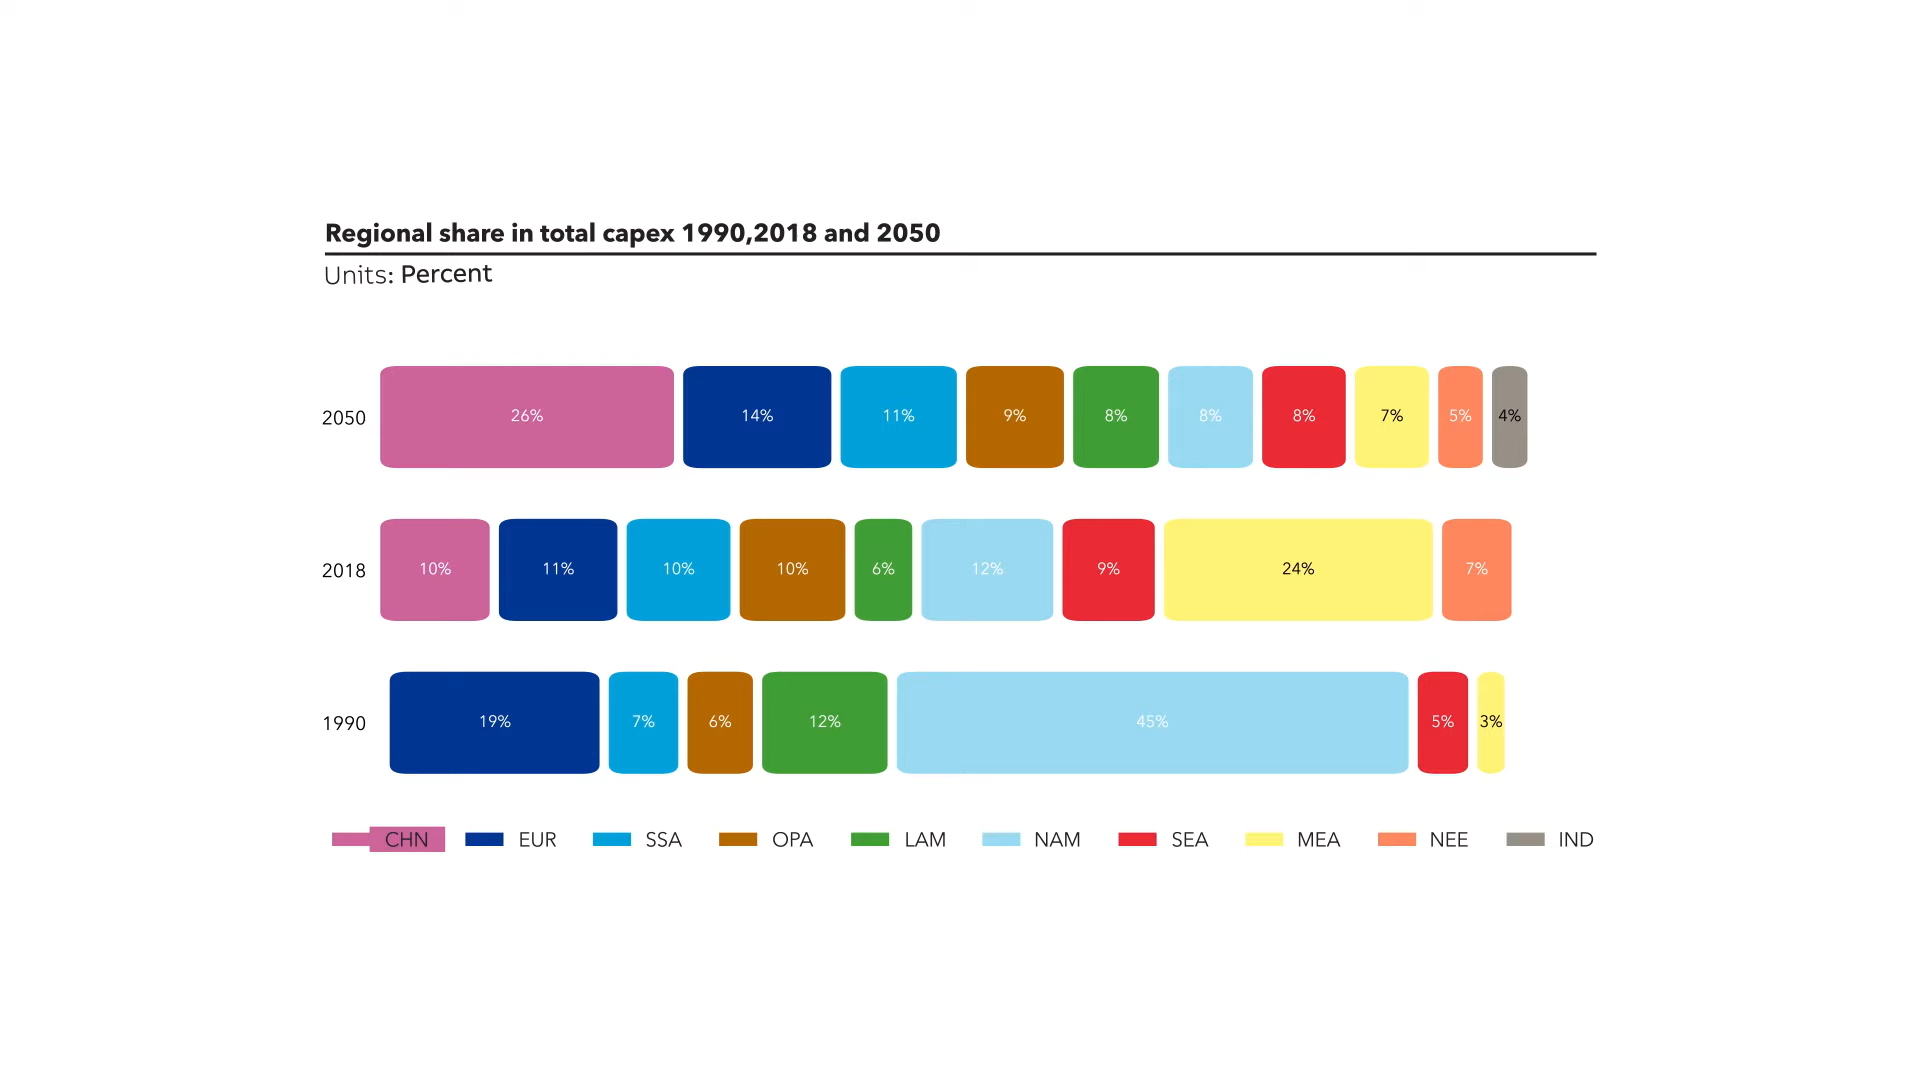 Regional share in total capex 1990,2018 and 2050
Units: Percent
2050 26% 14% 11% 9% 8% 8% 8% 7% 5% 4%
2018 10% 11% 10% 10% 6% 12% 9% 24% 7%
1990 19% 7% 6% 12% 45% 5% 3%
CHN EUR SSA OPA LAM NAM SEA MEA NEE IND